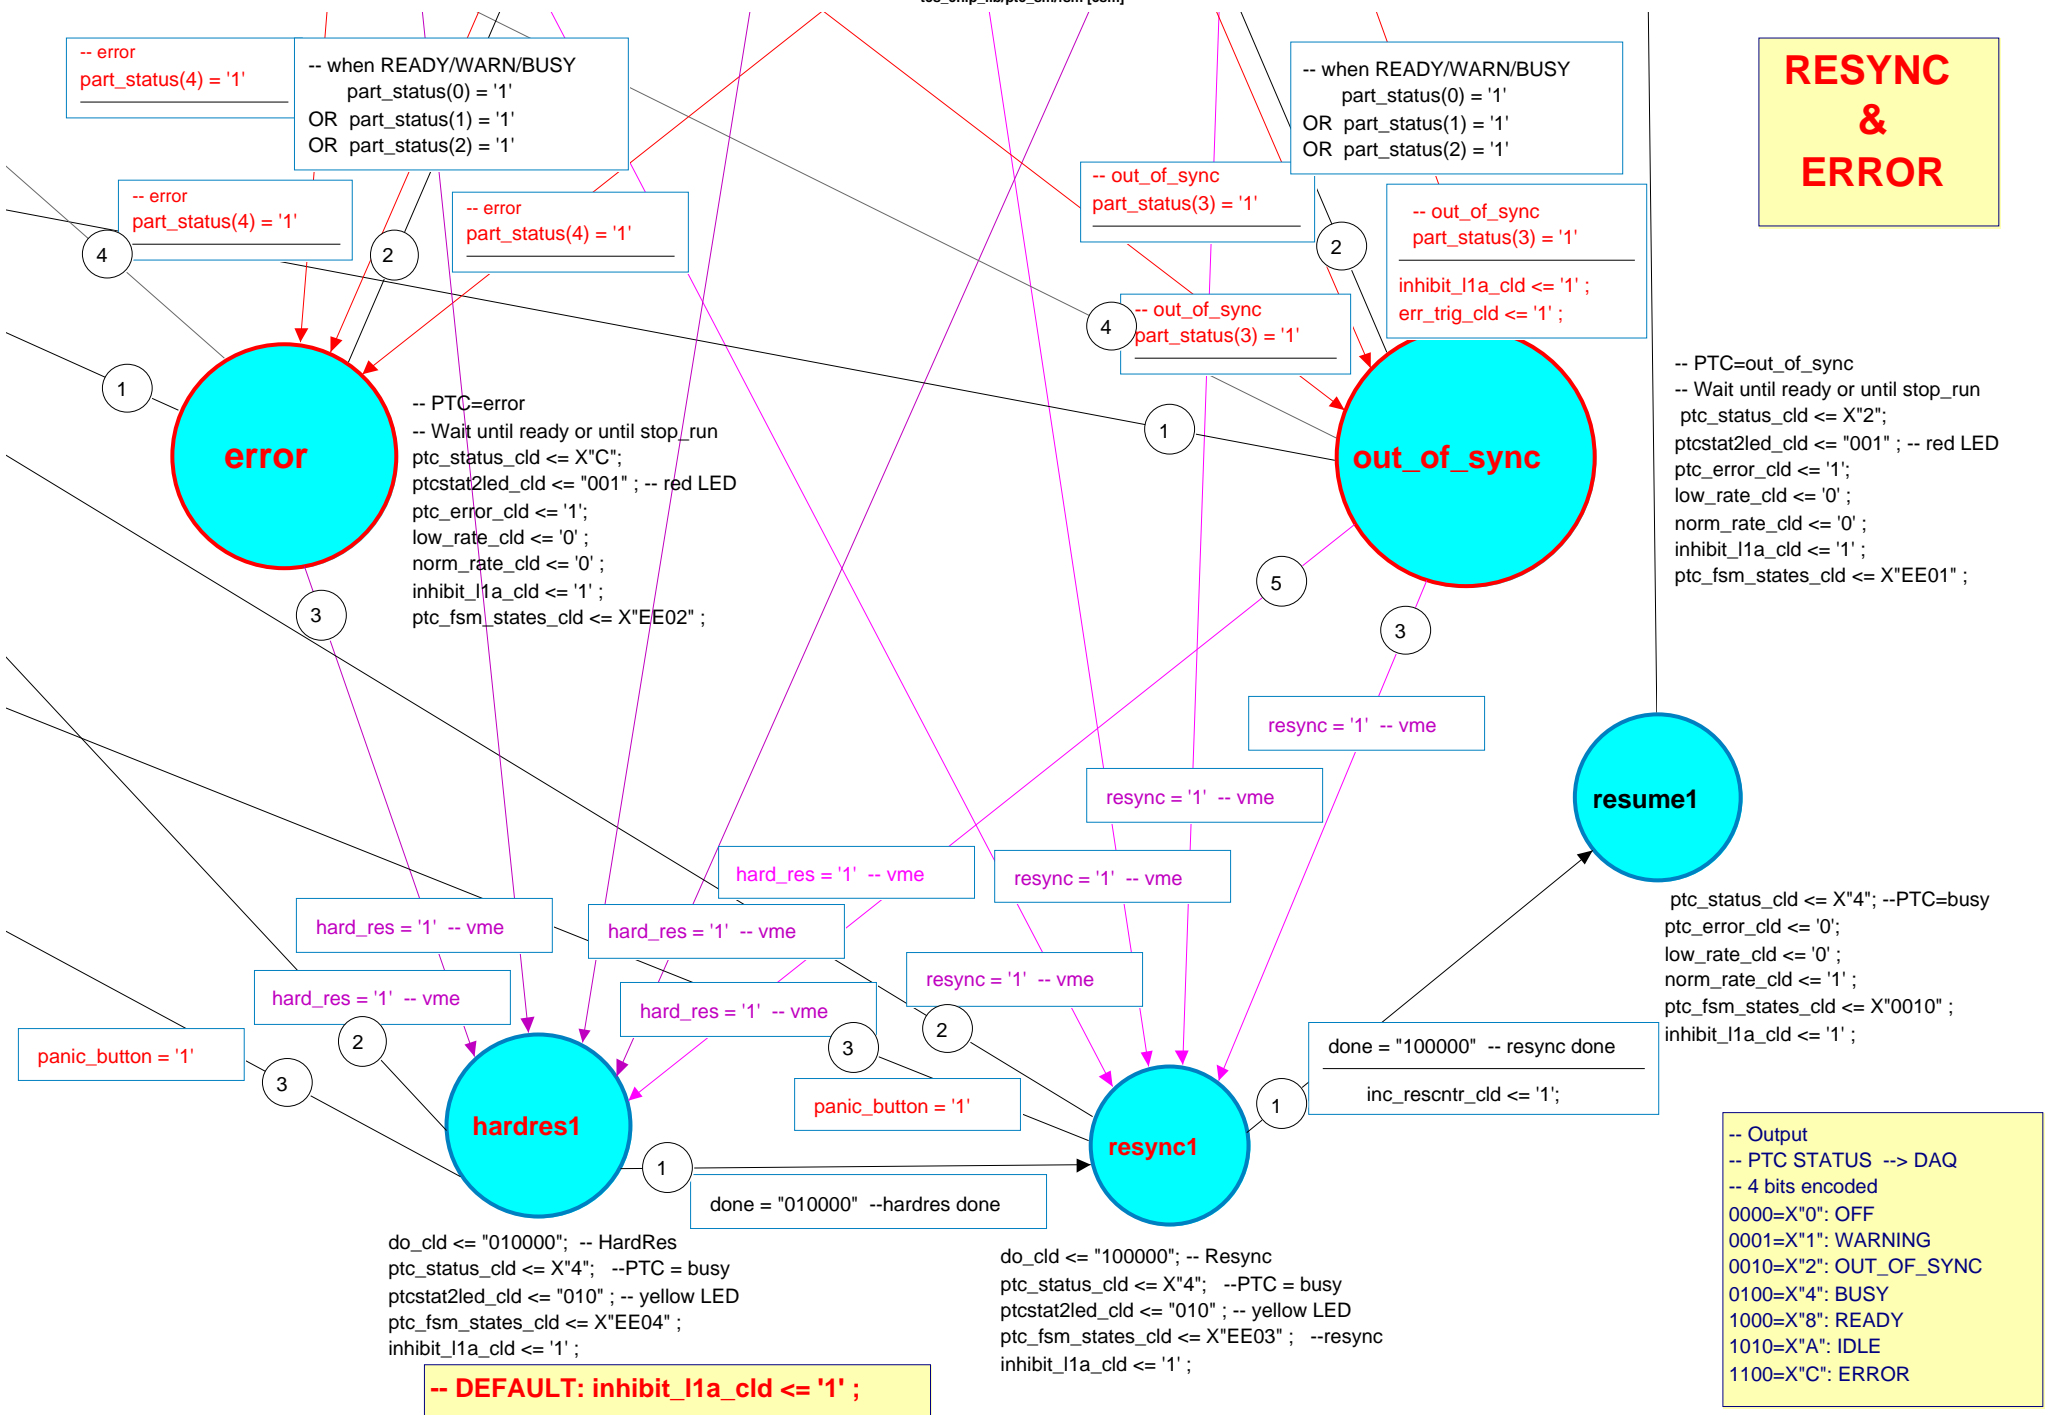 -- error
part_status(4) = '1'
-- when READY/WARN/BUSY
part_status(0) = '1'
OR  part_status(1) = '1'
OR  part_status(2) = '1'
-- when READY/WARN/BUSY
part_status(0) = '1'
OR  part_status(1) = '1'
OR  part_status(2) = '1'
RESYNC
&
ERROR
-- error
part_status(4) = '1'
-- error
part_status(4) = '1'
-- out_of_sync
part_status(3) = '1'
-- out_of_sync
part_status(3) = '1'
inhibit_l1a_cld <= '1' ;
err_trig_cld <= '1' ;
4
2
2
-- out_of_sync
part_status(3) = '1'
4
1
1
error
-- PTC=error
-- Wait until ready or until stop_run
ptc_status_cld <= X"C";
ptcstat2led_cld <= "001" ; -- red LED
ptc_error_cld <= '1';
low_rate_cld <= '0' ;
norm_rate_cld <= '0' ;
inhibit_l1a_cld <= '1' ;
ptc_fsm_states_cld <= X"EE02" ;
out_of_sync
-- PTC=out_of_sync
-- Wait until ready or until stop_run
ptc_status_cld <= X"2";
ptcstat2led_cld <= "001" ; -- red LED
ptc_error_cld <= '1';
low_rate_cld <= '0' ;
norm_rate_cld <= '0' ;
inhibit_l1a_cld <= '1' ;
ptc_fsm_states_cld <= X"EE01" ;
3
5
3
resync = '1'  -- vme
resync = '1'  -- vme
resume1
hard_res = '1'  -- vme
resync = '1'  -- vme
hard_res = '1'  -- vme
hard_res = '1'  -- vme
resync = '1'  -- vme
hard_res = '1'  -- vme
hard_res = '1'  -- vme
ptc_status_cld <= X"4"; --PTC=busy
ptc_error_cld <= '0';
low_rate_cld <= '0' ;
norm_rate_cld <= '1' ;
ptc_fsm_states_cld <= X"0010" ;
inhibit_l1a_cld <= '1' ;
2
3
2
panic_button = '1'
3
done = "100000"  -- resync done
inc_rescntr_cld <= '1';
1
panic_button = '1'
hardres1
resync1
1
done = "010000"  --hardres done
do_cld <= "010000";  -- HardRes
ptc_status_cld <= X"4";   --PTC = busy
ptcstat2led_cld <= "010" ; -- yellow LED
ptc_fsm_states_cld <= X"EE04" ;
inhibit_l1a_cld <= '1' ;
do_cld <= "100000"; -- Resync
ptc_status_cld <= X"4";   --PTC = busy
ptcstat2led_cld <= "010" ; -- yellow LED
ptc_fsm_states_cld <= X"EE03" ;   --resync
inhibit_l1a_cld <= '1' ;
-- DEFAULT: inhibit_l1a_cld <= '1' ;
-- Output
-- PTC STATUS  --> DAQ
-- 4 bits encoded
0000=X"0": OFF
0001=X"1": WARNING
0010=X"2": OUT_OF_SYNC
0100=X"4": BUSY
1000=X"8": READY
1010=X"A": IDLE
1100=X"C": ERROR